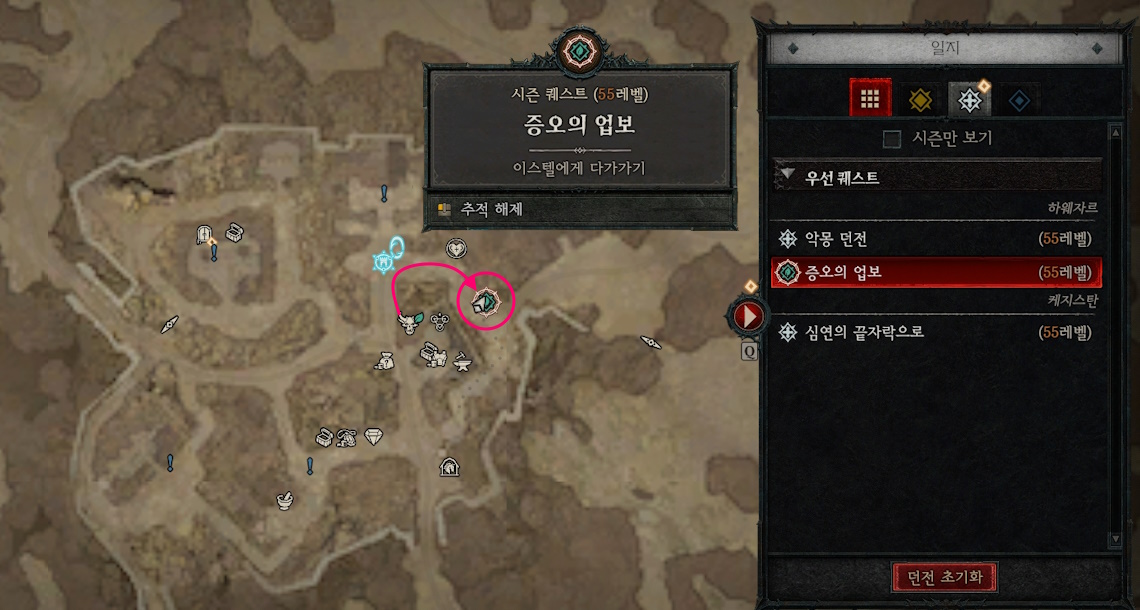 시즌 퀘스트 (55레벨)
증오의 업보
이스텔에게 다가가기
추적 해제
일지
시즌만 보기
우선 퀘스트
하웨자르
악몽 던전 (55레벨)
증오의 업보 (55레벨)
케지스탄
심연의 끝자락으로 (55레벨)
Q
던전 초기화